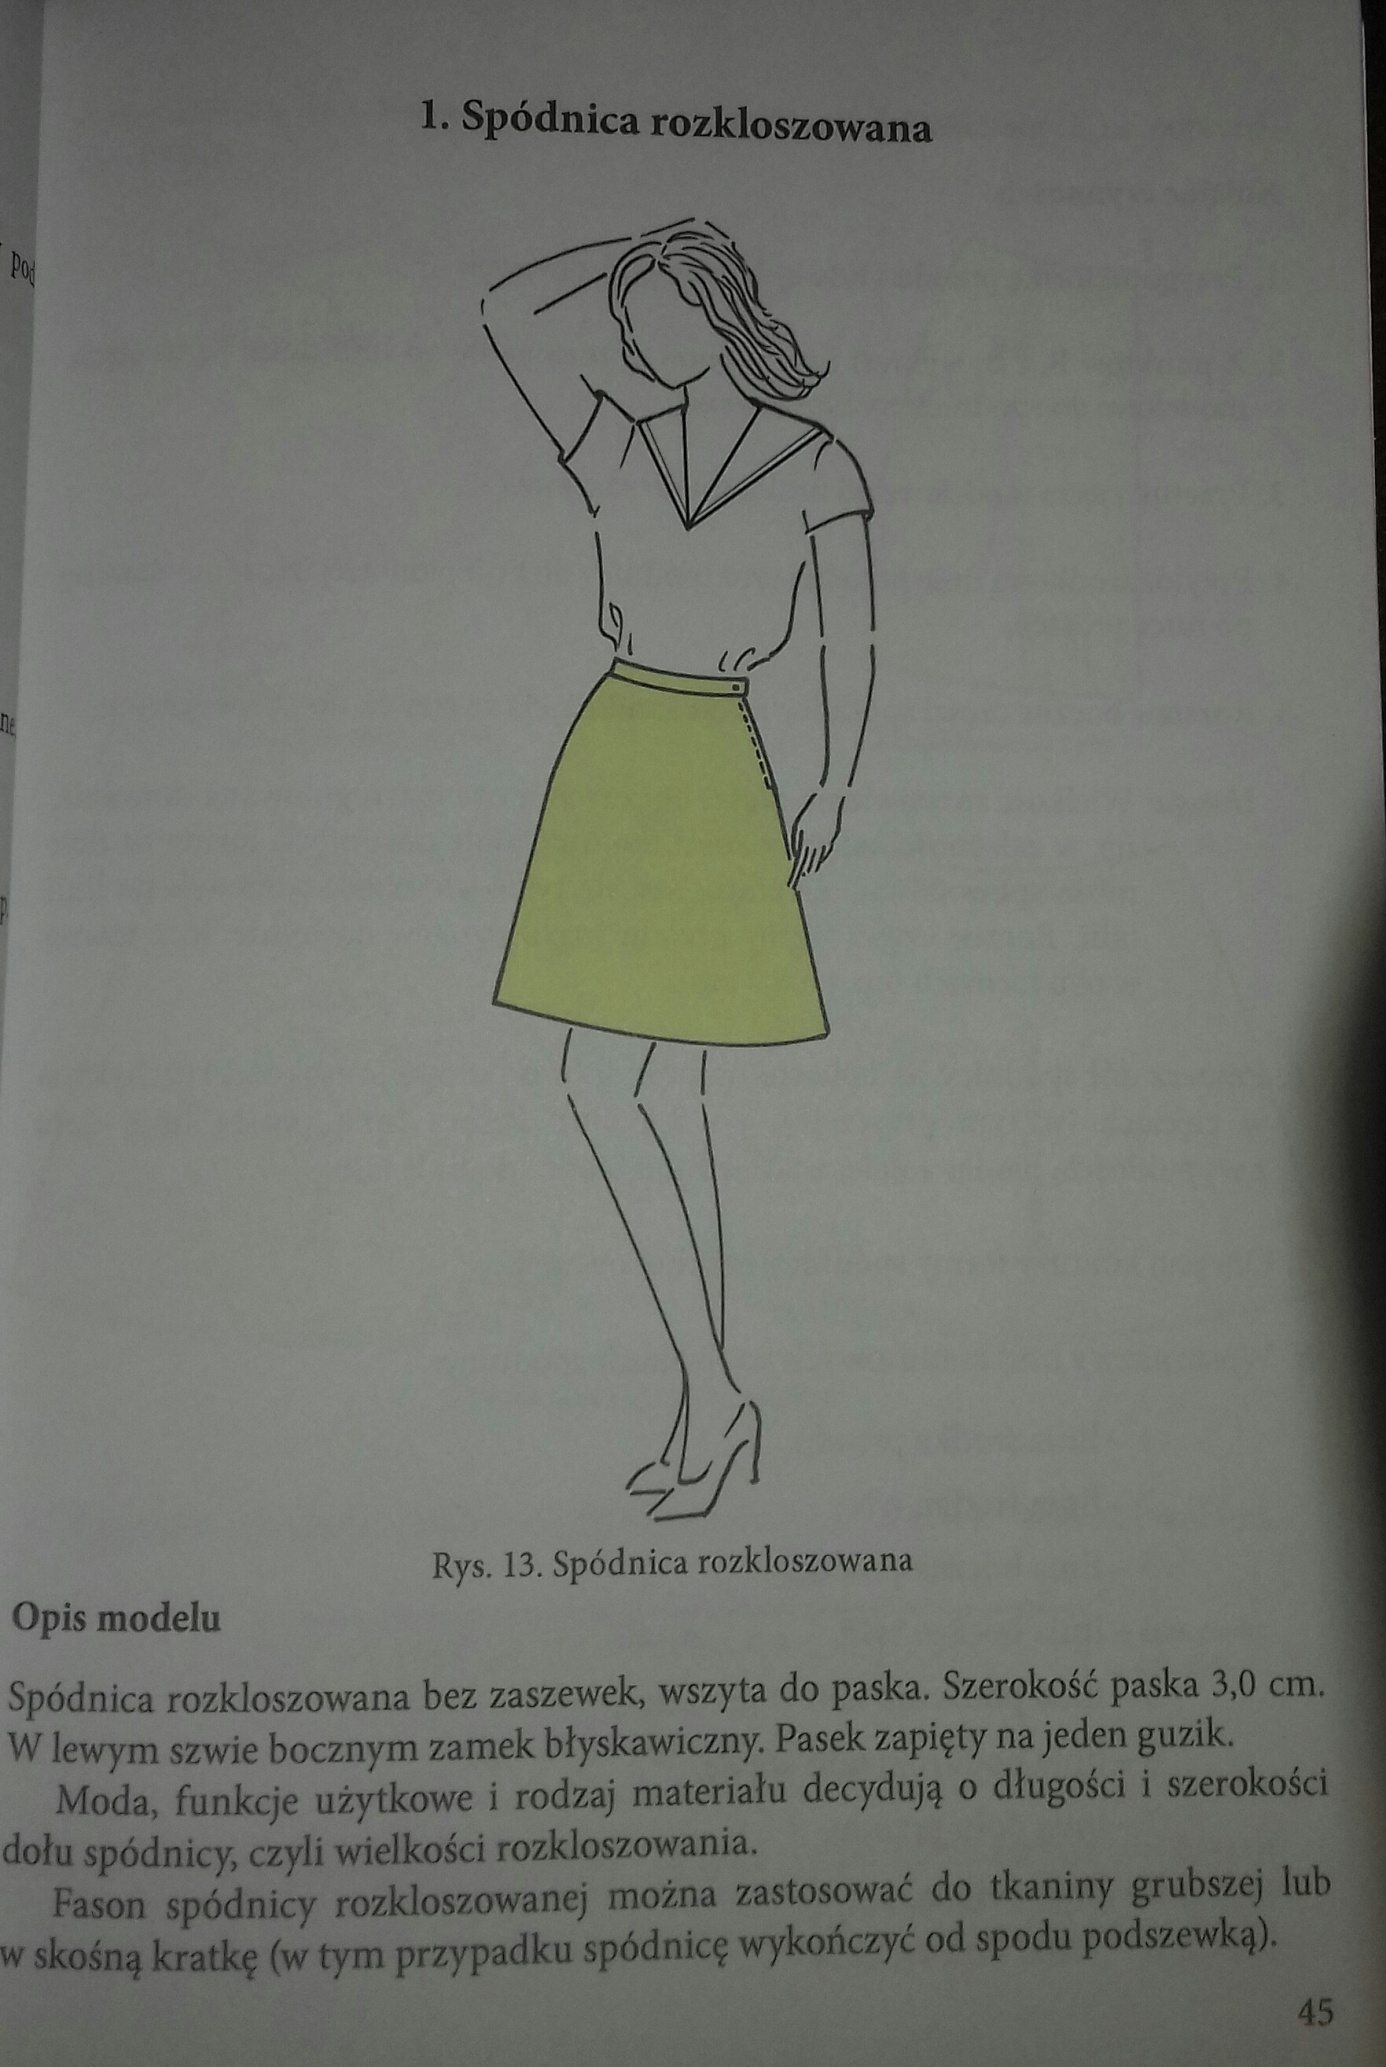 1. Spódnica rozkloszowana
pod
ne
p
Rys. 13. Spódnica rozkloszowana
Opis modelu
Spódnica rozkloszowana bez zaszewek, wszyta do paska. Szerokość paska 3,0 cm.
W lewym szwie bocznym zamek błyskawiczny. Pasek zapięty na jeden guzik.
Moda, funkcje użytkowe i rodzaj materiału decydują o długości i szerokości
dołu spódnicy, czyli wielkości rozkloszowania.
Fason spódnicy rozkloszowanej można zastosować do tkaniny grubszej lub
w skośną kratkę (w tym przypadku spódnicę wykończyć od spodu podszewką).
45